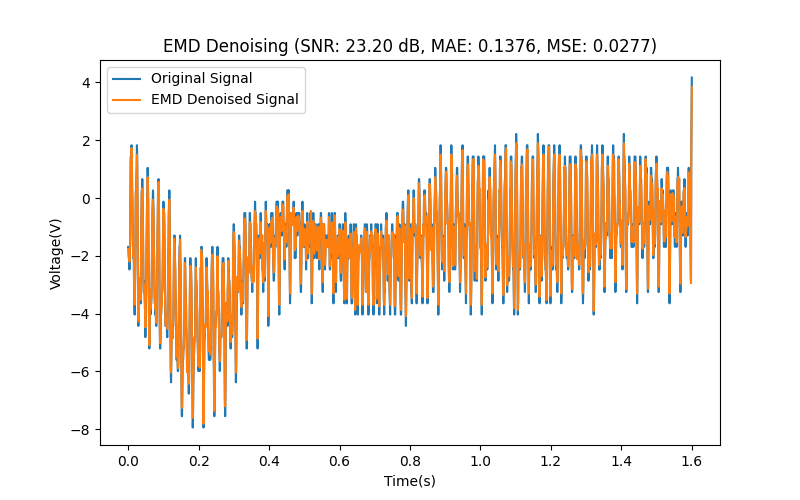 EMD Denoising (SNR: 23.20 dB, MAE: 0.1376, MSE: 0.0277)
Original Signal
EMD Denoised Signal
4
2
0
−2
−4
−6
−8
Voltage(V)
0.0 0.2 0.4 0.6 0.8 1.0 1.2 1.4 1.6
Time(s)